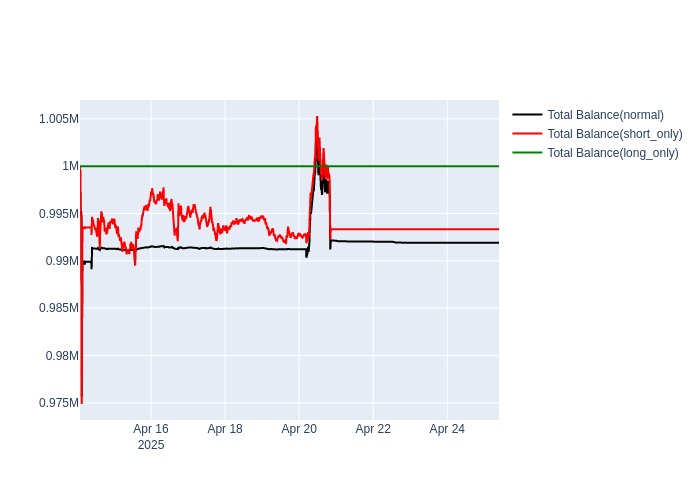 1.005M
1M
0.995M
0.99M
0.985M
0.98M
0.975M
Apr 16
2025
Apr 18
Apr 20
Apr 22
Apr 24
Total Balance(normal)
Total Balance(short_only)
Total Balance(long_only)